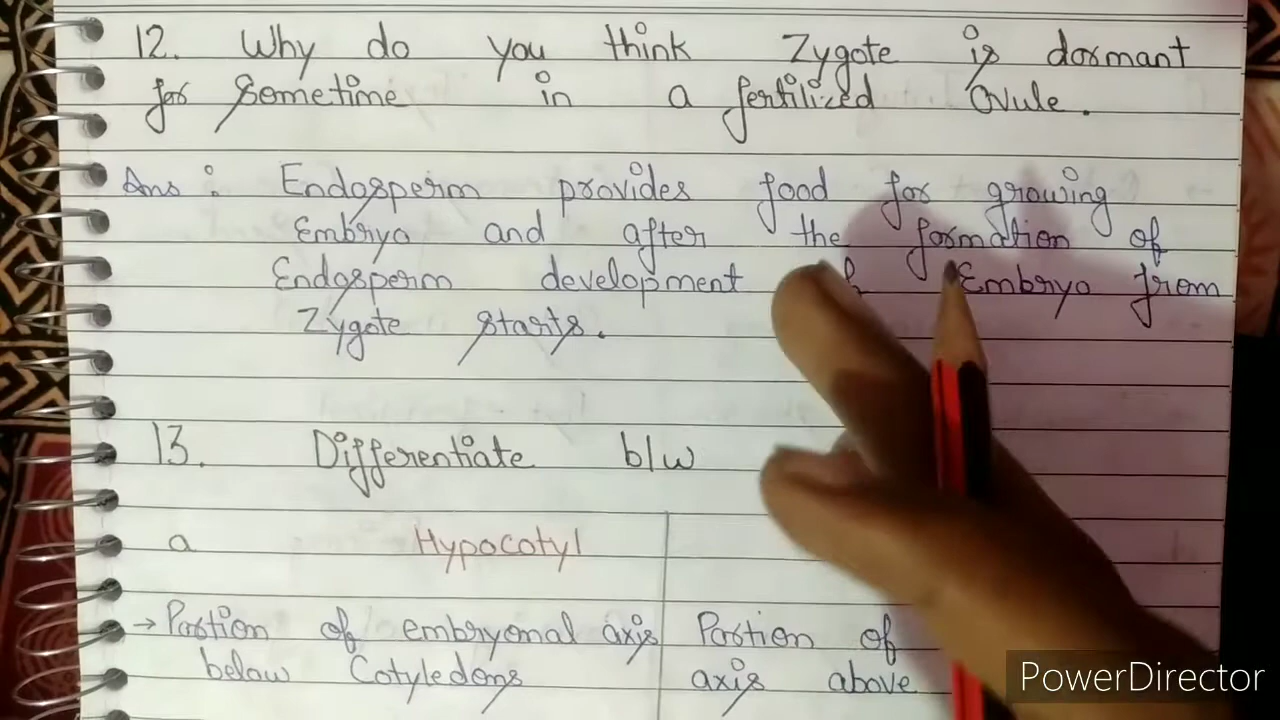 12. Why do you think Zygote is dormant
for Sometime in a fertilized Ovule.
Ans : Endosperm provides food for growing
Embryo and after the formation of
Endosperm development Embryo from
Zygote starts.
13. Differentiate b/w
a Hypocotyl
→ Portion of embryonal axis Portion of
below Cotyledons axis above
PowerDirector